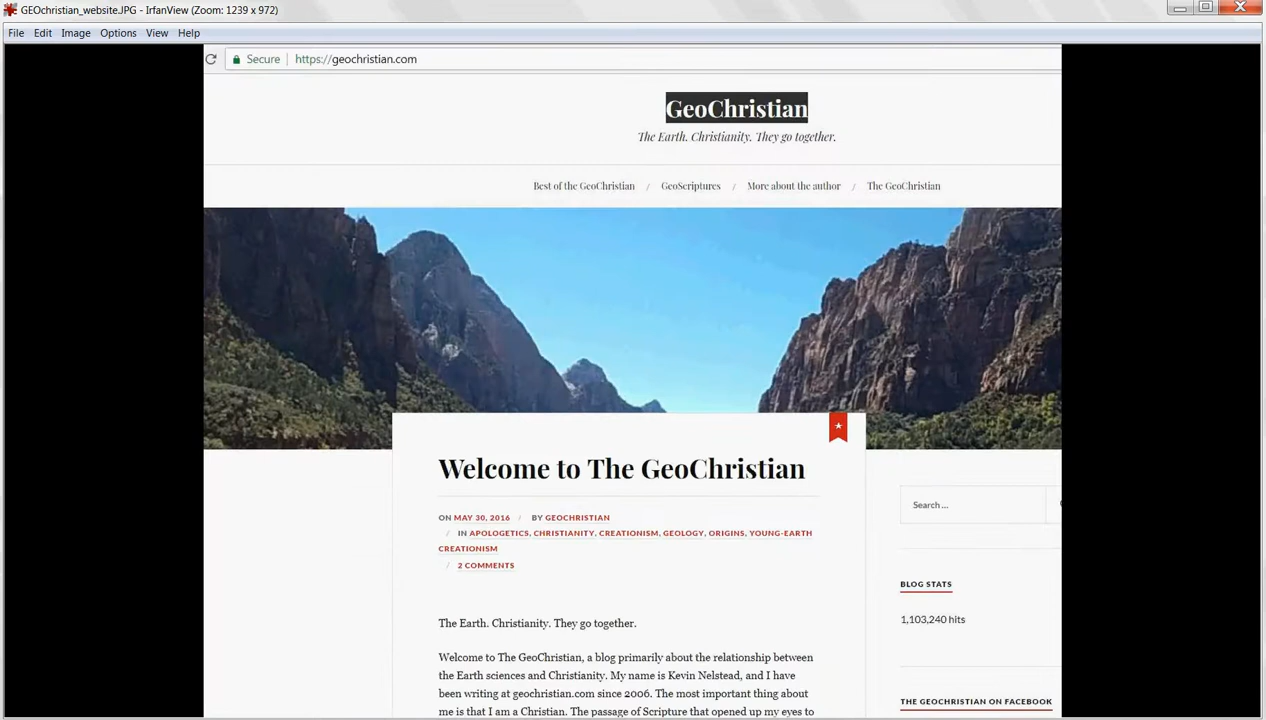 GEOchristian_website.JPG - IrfanView (Zoom: 1239 x 972)
File Edit Image Options View Help
Secure https://geochristian.com
GeoChristian
The Earth. Christianity. They go together.
Best of the GeoChristian / GeoScriptures / More about the author / The GeoChristian
Welcome to The GeoChristian
ON MAY 30, 2016 / BY GEOCHRISTIAN
/ IN APOLOGETICS, CHRISTIANITY, CREATIONISM, GEOLOGY, ORIGINS, YOUNG-EARTH
CREATIONISM
/ 2 COMMENTS
Search ...
BLOG STATS
1,103,240 hits
The Earth. Christianity. They go together.
Welcome to The GeoChristian, a blog primarily about the relationship between
the Earth sciences and Christianity. My name is Kevin Nelstead, and I have
been writing at geochristian.com since 2006. The most important thing about
me is that I am a Christian. The passage of Scripture that opened up my eyes to
THE GEOCHRISTIAN ON FACEBOOK